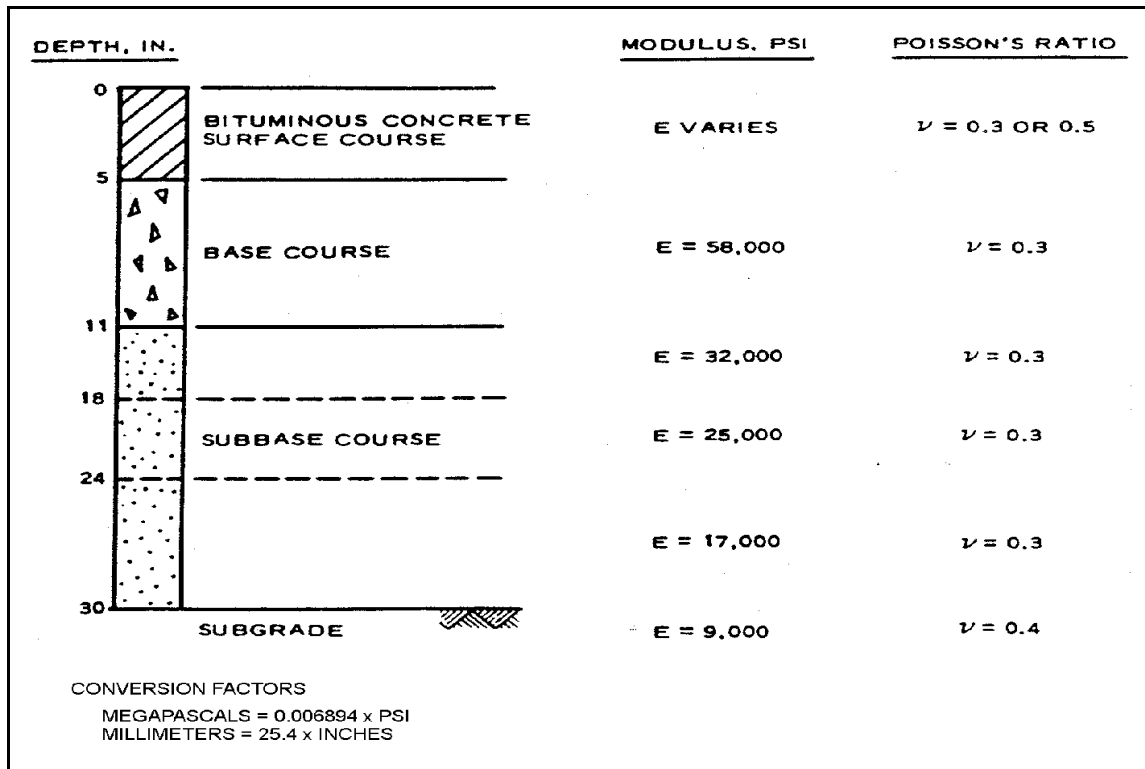 DEPTH, IN. MODULUS, PSI POISSON'S RATIO
0
BITUMINOUS CONCRETE
SURFACE COURSE E VARIES ν = 0.3 OR 0.5
5
BASE COURSE E = 58,000 ν = 0.3
11
E = 32,000 ν = 0.3
18
SUBBASE COURSE E = 25,000 ν = 0.3
24
E = 17,000 ν = 0.3
30
SUBGRADE E = 9,000 ν = 0.4
CONVERSION FACTORS
MEGAPASCALS = 0.006894 x PSI
MILLIMETERS = 25.4 x INCHES